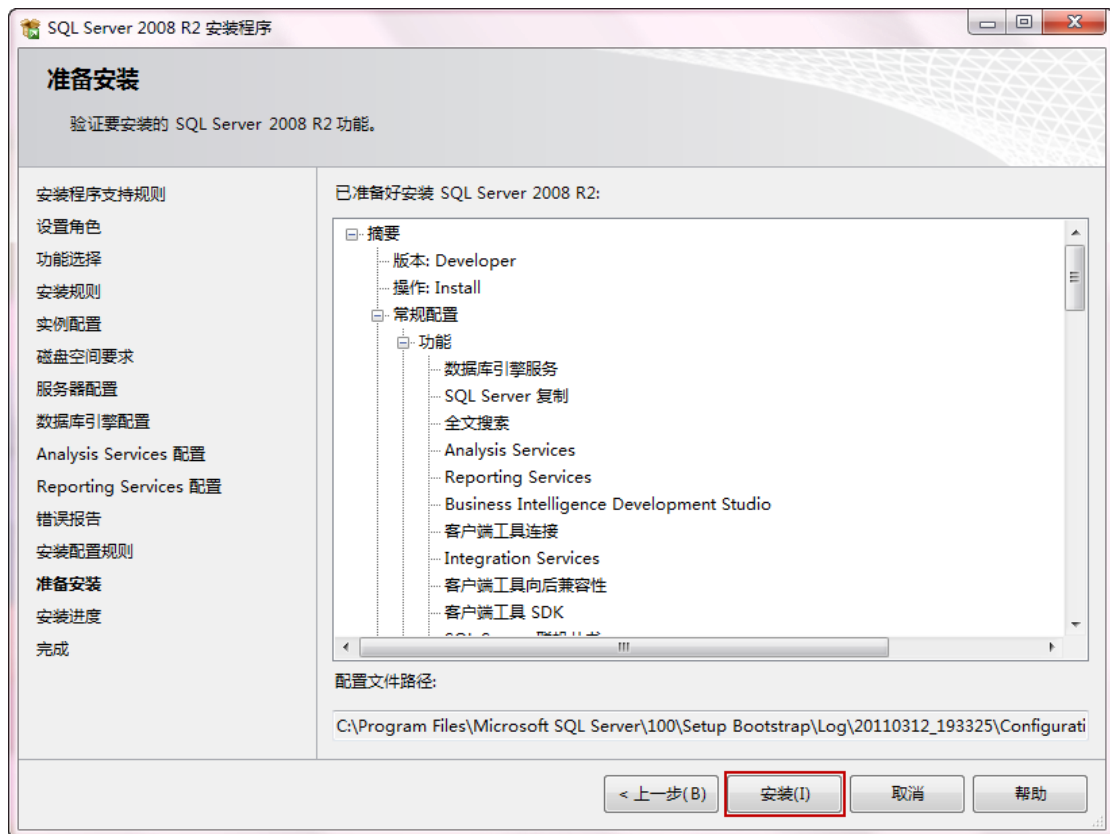 SQL Server 2008 R2 安装程序
准备安装
验证要安装的 SQL Server 2008 R2 功能。
安装程序支持规则
设置角色
功能选择
安装规则
实例配置
磁盘空间要求
服务器配置
数据库引擎配置
Analysis Services 配置
Reporting Services 配置
错误报告
安装配置规则
准备安装
安装进度
完成
已准备好安装 SQL Server 2008 R2:
摘要
版本: Developer
操作: Install
常规配置
功能
数据库引擎服务
SQL Server 复制
全文搜索
Analysis Services
Reporting Services
Business Intelligence Development Studio
客户端工具连接
Integration Services
客户端工具向后兼容性
客户端工具 SDK
配置文件路径:
C:\Program Files\Microsoft SQL Server\100\Setup Bootstrap\Log\20110312_193325\Configurati
< 上一步(B)
安装(I)
取消
帮助